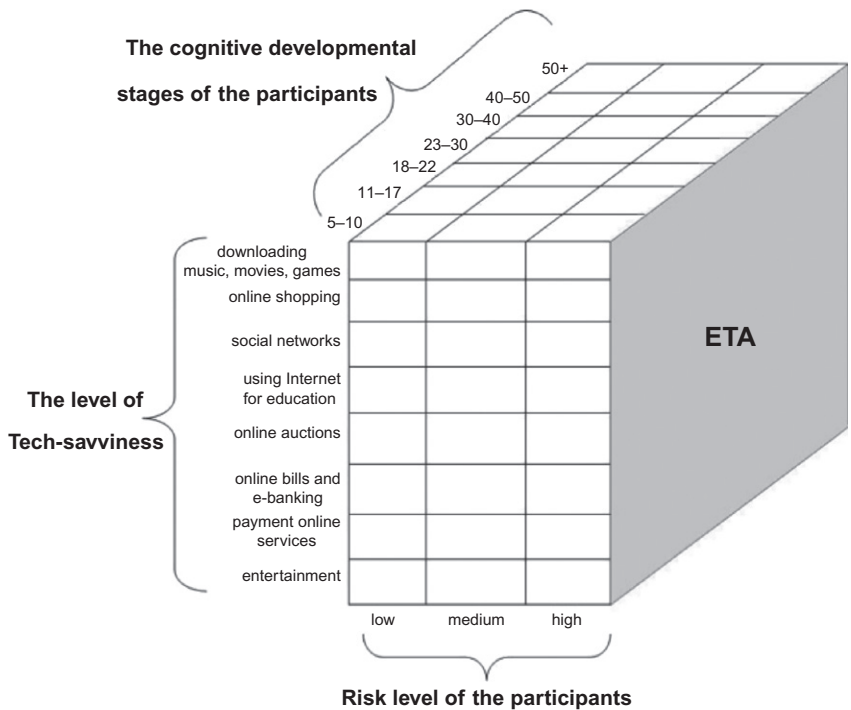 The cognitive developmental
stages of the participants
50+
40–50
30–40
23–30
18–22
11–17
5–10
downloading
music, movies, games
online shopping
social networks
using Internet
for education
online auctions
online bills and
e-banking
payment online
services
entertainment
The level of
Tech-savviness
ETA
low medium high
Risk level of the participants